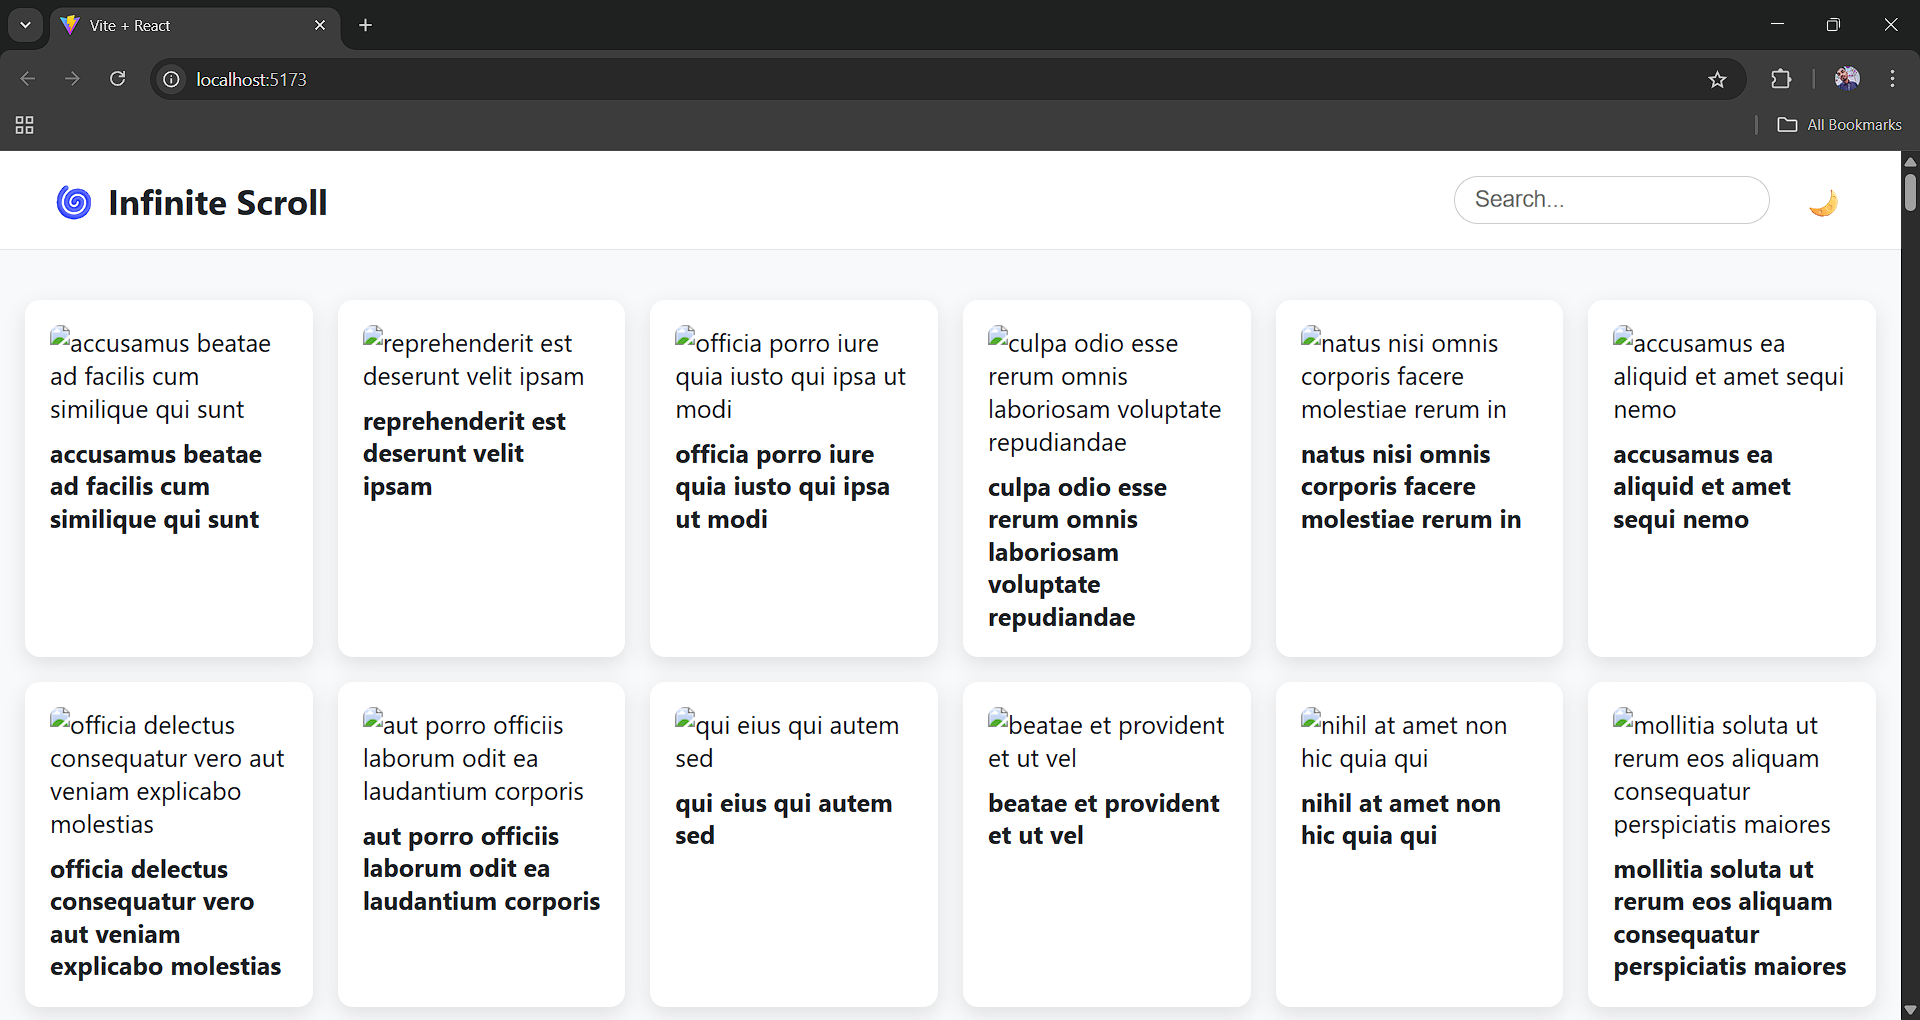 Vite + React
localhost:5173
All Bookmarks
Infinite Scroll
Search...
accusamus beatae
ad facilis cum
similique qui sunt
accusamus beatae
ad facilis cum
similique qui sunt
reprehenderit est
deserunt velit ipsam
reprehenderit est
deserunt velit
ipsam
officia porro iure
quia iusto qui ipsa ut
modi
officia porro iure
quia iusto qui ipsa
ut modi
culpa odio esse
rerum omnis
laboriosam voluptate
repudiandae
culpa odio esse
rerum omnis
laboriosam
voluptate
repudiandae
natus nisi omnis
corporis facere
molestiae rerum in
natus nisi omnis
corporis facere
molestiae rerum in
accusamus ea
aliquid et amet sequi
nemo
accusamus ea
aliquid et amet
sequi nemo
officia delectus
consequatur vero aut
veniam explicabo
molestias
officia delectus
consequatur vero
aut veniam
explicabo molestias
aut porro officiis
laborum odit ea
laudantium corporis
aut porro officiis
laborum odit ea
laudantium corporis
qui eius qui autem
sed
qui eius qui autem
sed
beatae et provident
et ut vel
beatae et provident
et ut vel
nihil at amet non
hic quia qui
nihil at amet non
hic quia qui
mollitia soluta ut
rerum eos aliquam
consequatur
perspiciatis maiores
mollitia soluta ut
rerum eos aliquam
consequatur
perspiciatis maiores